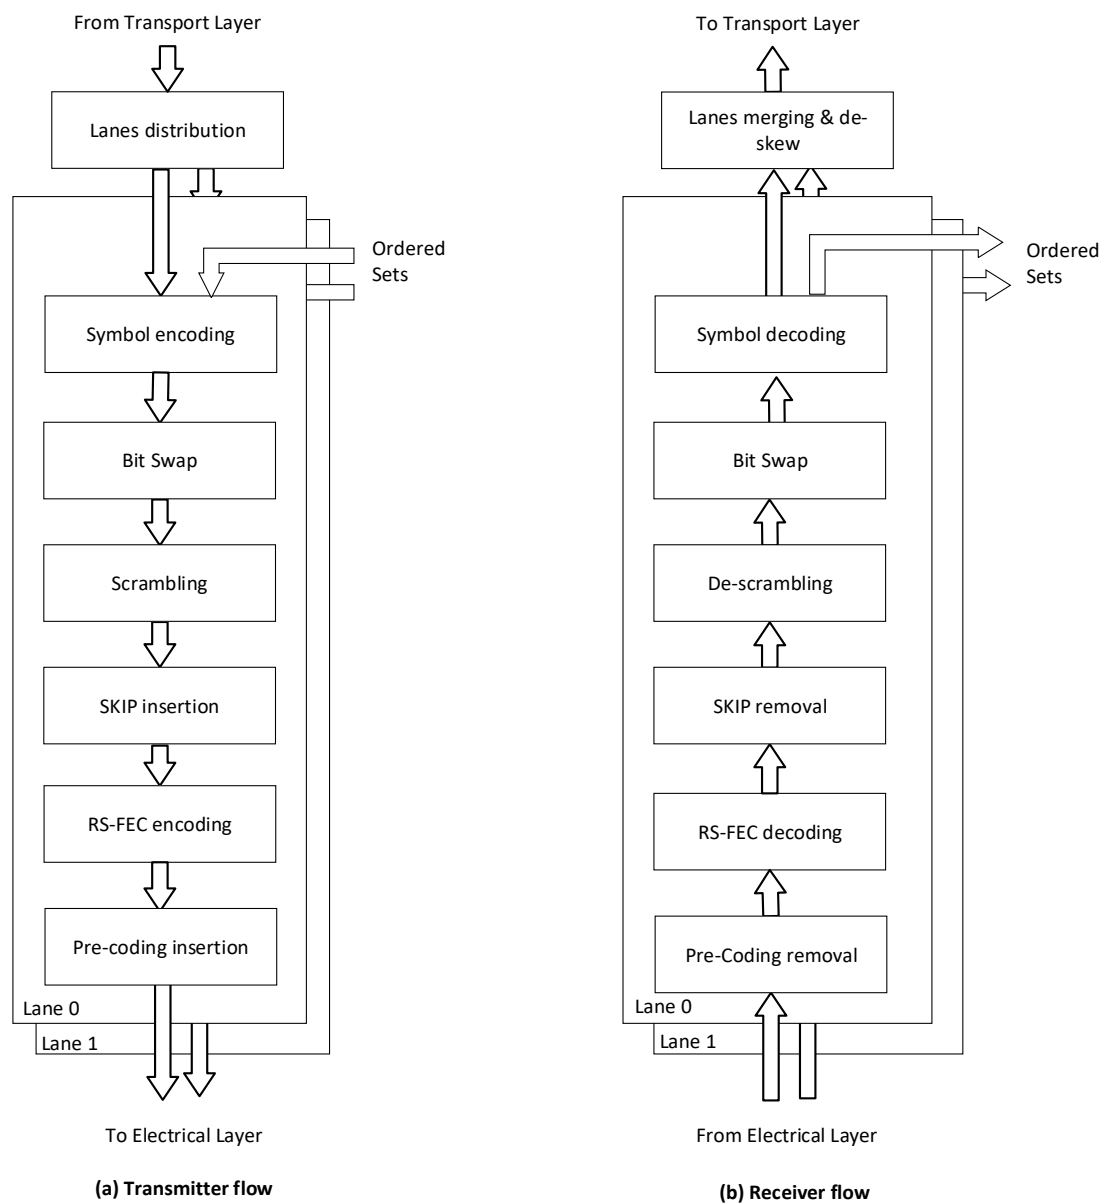 From Transport Layer
Lanes distribution
Ordered
Sets
Symbol encoding
Bit Swap
Scrambling
SKIP insertion
RS-FEC encoding
Pre-coding insertion
Lane 0
Lane 1
To Electrical Layer
(a) Transmitter flow
To Transport Layer
Lanes merging & de-
skew
Ordered
Sets
Symbol decoding
Bit Swap
De-scrambling
SKIP removal
RS-FEC decoding
Pre-Coding removal
Lane 0
Lane 1
From Electrical Layer
(b) Receiver flow